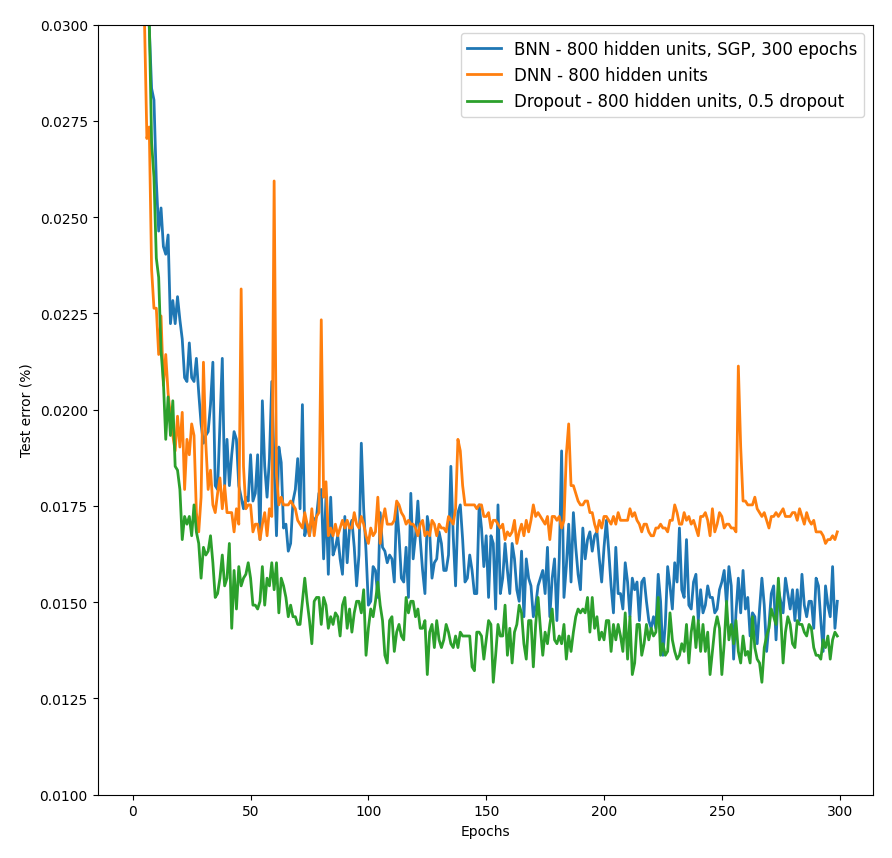 BNN - 800 hidden units, SGP, 300 epochs
DNN - 800 hidden units
Dropout - 800 hidden units, 0.5 dropout
0.0300
0.0275
0.0250
0.0225
0.0200
0.0175
0.0150
0.0125
0.0100
Test error (%)
0 50 100 150 200 250 300
Epochs